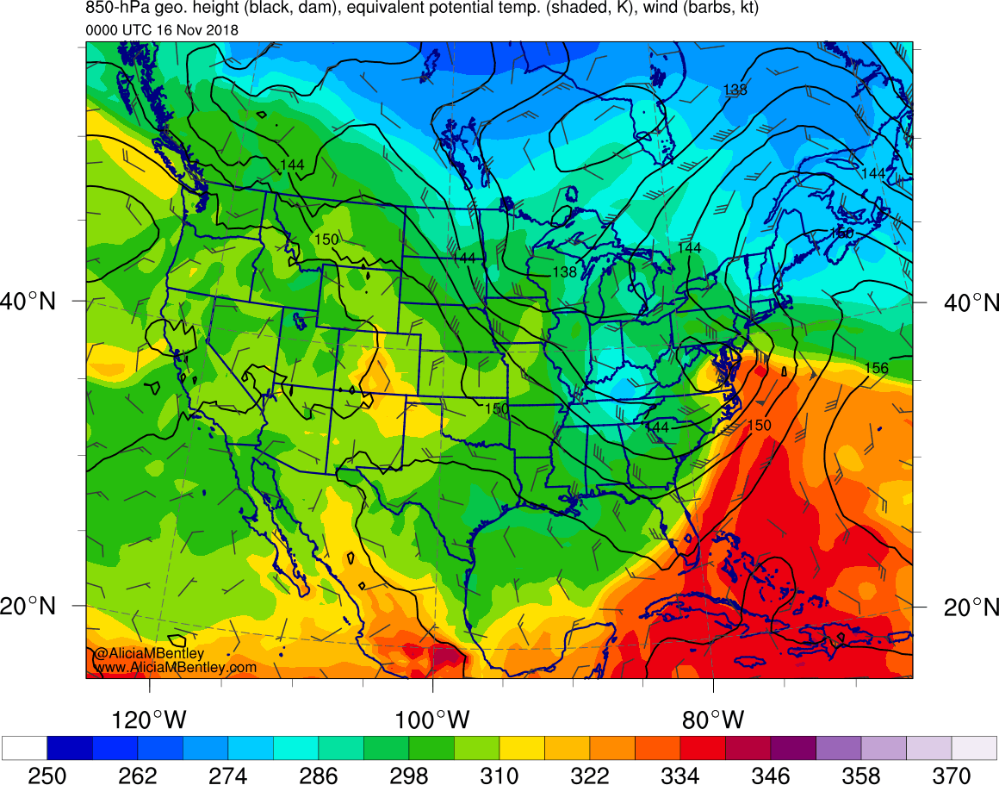 850-hPa geo. height (black, dam), equivalent potential temp. (shaded, K), wind (barbs, kt)
0000 UTC 16 Nov 2018
138
144
144
150
150
144
144
138
40°N
40°N
156
150
150
144
20°N
20°N
@AliciaMBentley
www.AliciaMBentley.com
120°W
100°W
80°W
250
262
274
286
298
310
322
334
346
358
370